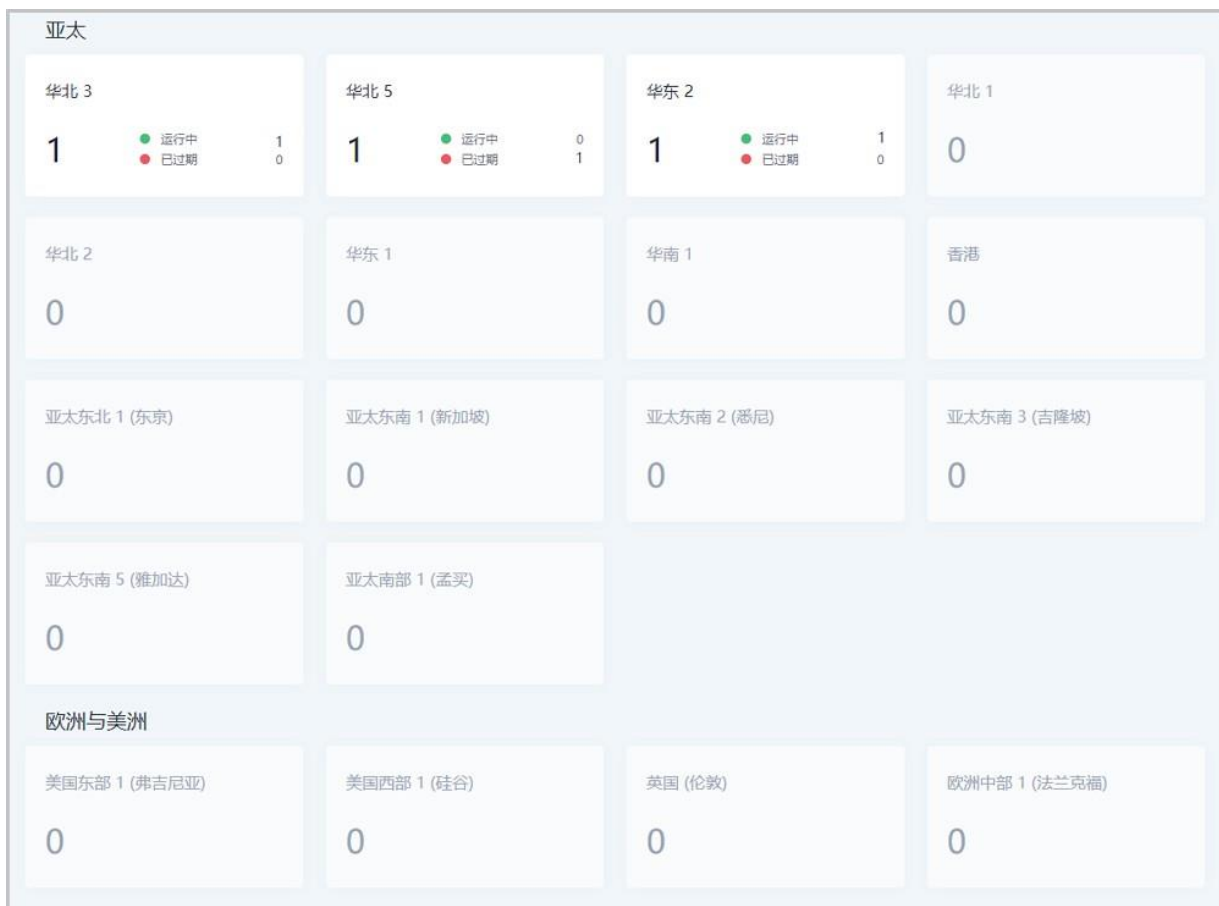 亚太
华北 3
1
运行中 1
已过期 0
华北 5
1
运行中 0
已过期 1
华东 2
1
运行中 1
已过期 0
华北 1
0
华北 2
0
华东 1
0
华南 1
0
香港
0
亚太东北 1 (东京)
0
亚太东南 1 (新加坡)
0
亚太东南 2 (悉尼)
0
亚太东南 3 (吉隆坡)
0
亚太东南 5 (雅加达)
0
亚太南部 1 (孟买)
0
欧洲与美洲
美国东部 1 (弗吉尼亚)
0
美国西部 1 (硅谷)
0
英国 (伦敦)
0
欧洲中部 1 (法兰克福)
0